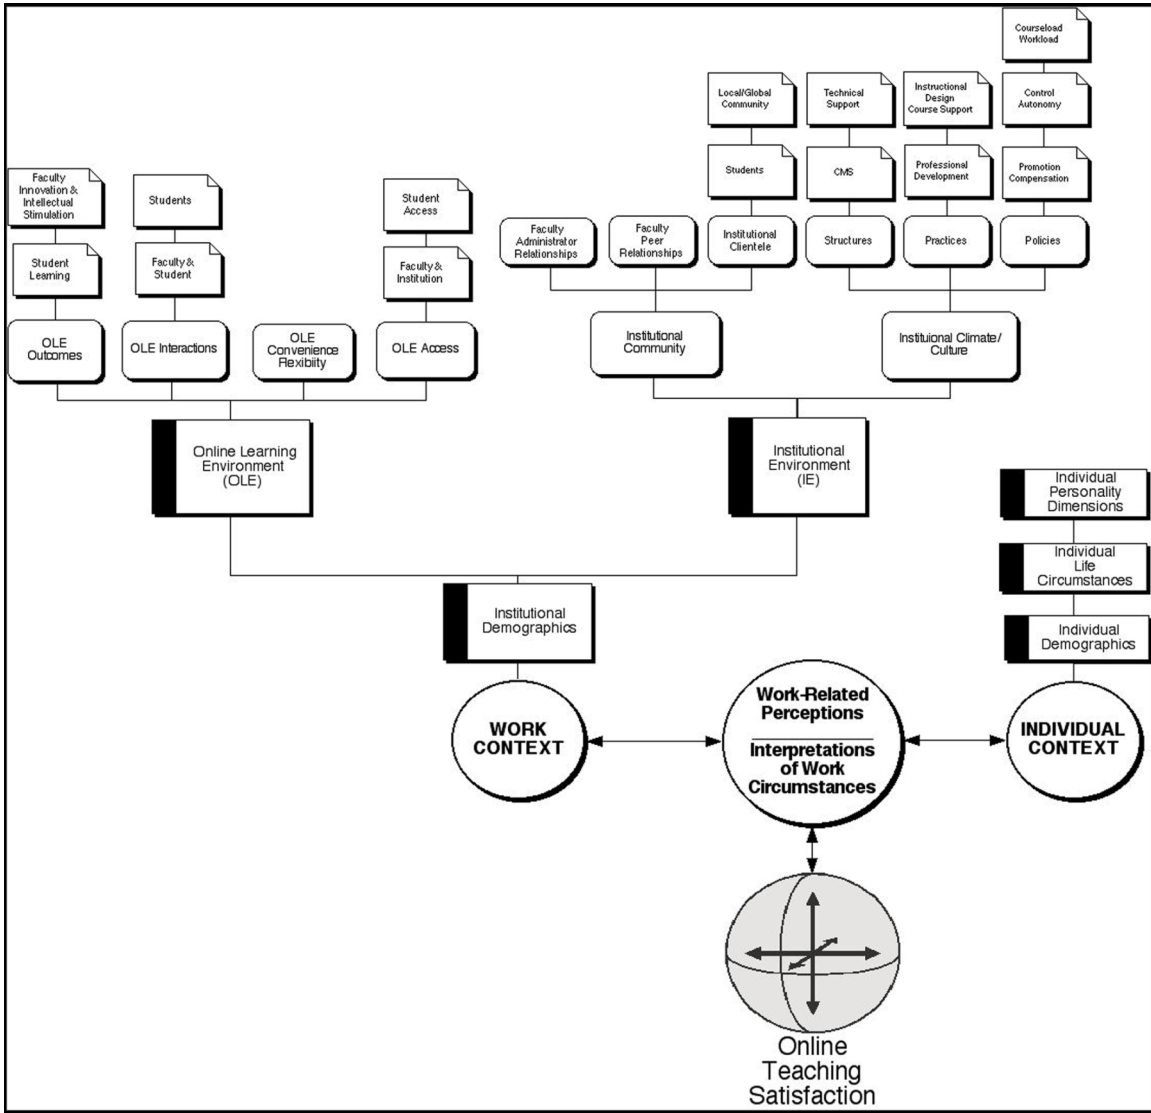 Courseload
Workload
Local/Global
Community
Technical
Support
Instructional
Design
Course Support
Control
Autonomy
Faculty
Innovation &
Intellectual
Stimulation
Students
Student
Access
Students
CMS
Professional
Development
Promotion
Compensation
Student
Learning
Faculty &
Student
Faculty &
Institution
Faculty
Administrator
Relationships
Faculty
Peer
Relationships
Institutional
Clientele
Structures
Practices
Policies
OLE
Outcomes
OLE Interactions
OLE
Convenience
Flexibiity
OLE Access
Institutional
Community
Instituional Climate/
Culture
Online Learning
Environment
(OLE)
Institutional
Environment
(IE)
Individual
Personality
Dimensions
Individual
Life
Circumstances
Individual
Demographics
Institutional
Demographics
WORK
CONTEXT
Work-Related
Perceptions
Interpretations
of Work
Circumstances
INDIVIDUAL
CONTEXT
Online
Teaching
Satisfaction